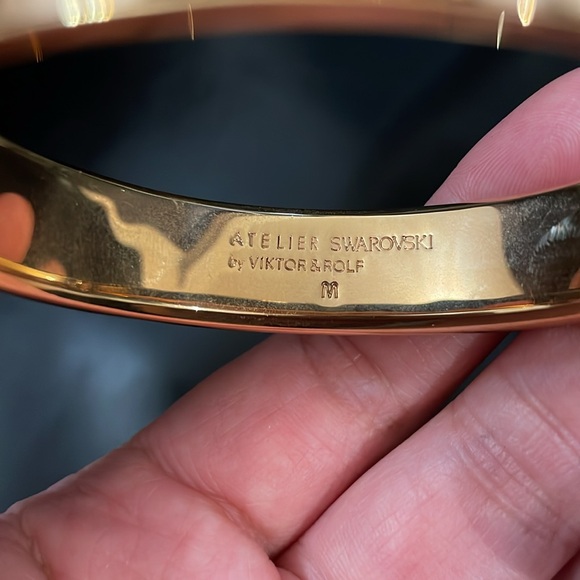 ATELIER SWAROVSKI
by VIKTOR & ROLF
M